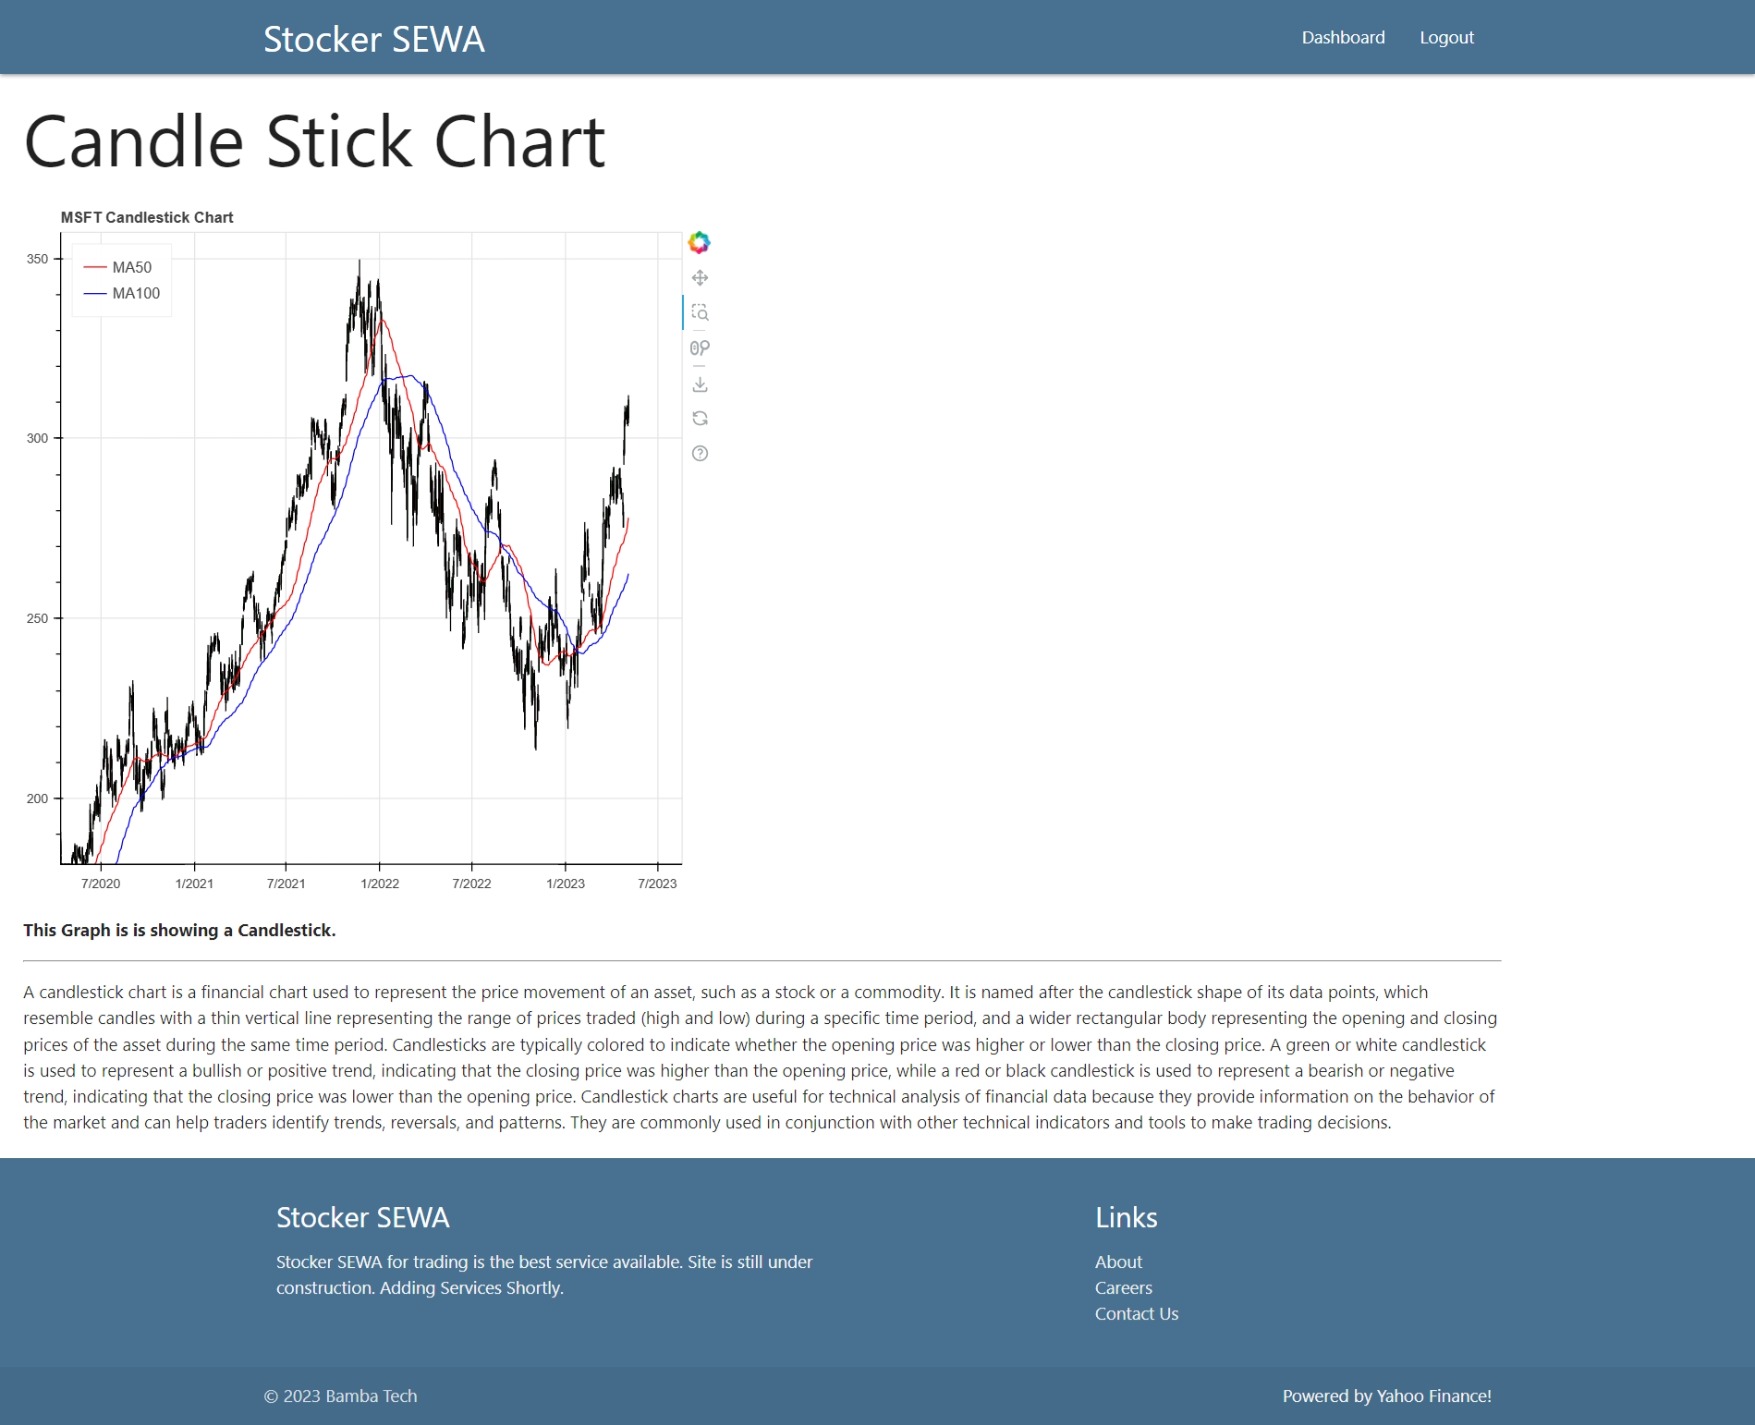 Stocker SEWA
Dashboard Logout
Candle Stick Chart
MSFT Candlestick Chart
MA50
MA100
350
300
250
200
7/2020 1/2021 7/2021 1/2022 7/2022 1/2023 7/2023
This Graph is is showing a Candlestick.
A candlestick chart is a financial chart used to represent the price movement of an asset, such as a stock or a commodity. It is named after the candlestick shape of its data points, which
resemble candles with a thin vertical line representing the range of prices traded (high and low) during a specific time period, and a wider rectangular body representing the opening and closing
prices of the asset during the same time period. Candlesticks are typically colored to indicate whether the opening price was higher or lower than the closing price. A green or white candlestick
is used to represent a bullish or positive trend, indicating that the closing price was higher than the opening price, while a red or black candlestick is used to represent a bearish or negative
trend, indicating that the closing price was lower than the opening price. Candlestick charts are useful for technical analysis of financial data because they provide information on the behavior of
the market and can help traders identify trends, reversals, and patterns. They are commonly used in conjunction with other technical indicators and tools to make trading decisions.
Stocker SEWA
Stocker SEWA for trading is the best service available. Site is still under
construction. Adding Services Shortly.
Links
About
Careers
Contact Us
© 2023 Bamba Tech
Powered by Yahoo Finance!